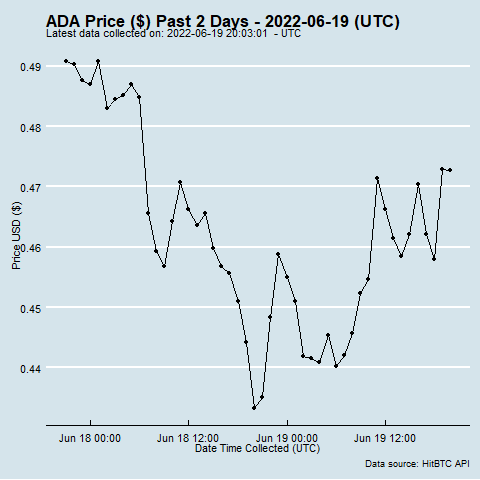 ADA Price ($) Past 2 Days - 2022-06-19 (UTC)
Latest data collected on: 2022-06-19 20:03:01  - UTC
0.49
0.48
0.47
0.46
0.45
0.44
Price USD ($)
Jun 18 00:00 Jun 18 12:00 Jun 19 00:00 Jun 19 12:00
Date Time Collected (UTC)
Data source: HitBTC API